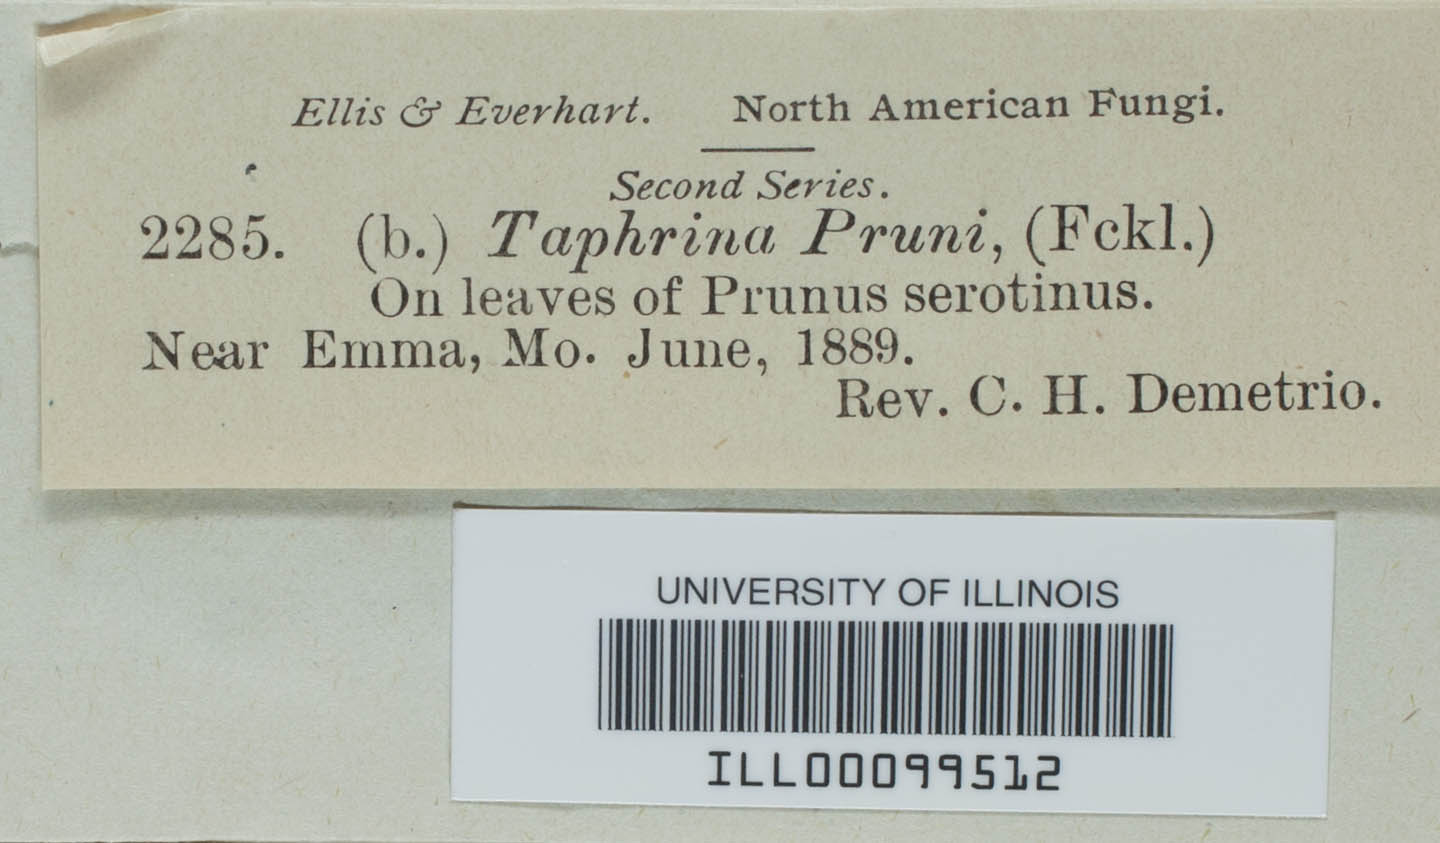 Ellis & Everhart. North American Fungi.
Second Series.
2285. (b.) Taphrina Pruni, (Fckl.)
On leaves of Prunus serotinus.
Near Emma, Mo. June, 1889.
Rev. C. H. Demetrio.
UNIVERSITY OF ILLINOIS
ILL00099512